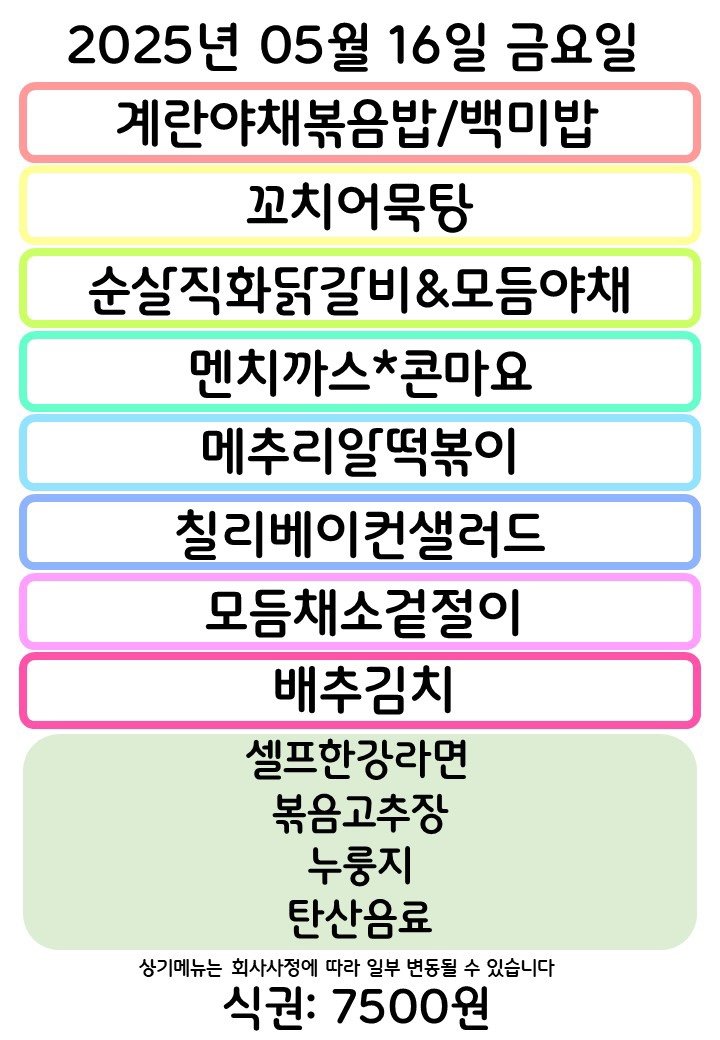 2025년 05월 16일 금요일
계란야채볶음밥/백미밥
꼬치어묵탕
순살직화닭갈비&모듬야채
멘치까스*콘마요
메추리알떡볶이
칠리베이컨샐러드
모듬채소겉절이
배추김치
셀프한강라면
볶음고추장
누룽지
탄산음료
상기메뉴는 회사사정에 따라 일부 변동될 수 있습니다
식권: 7500원